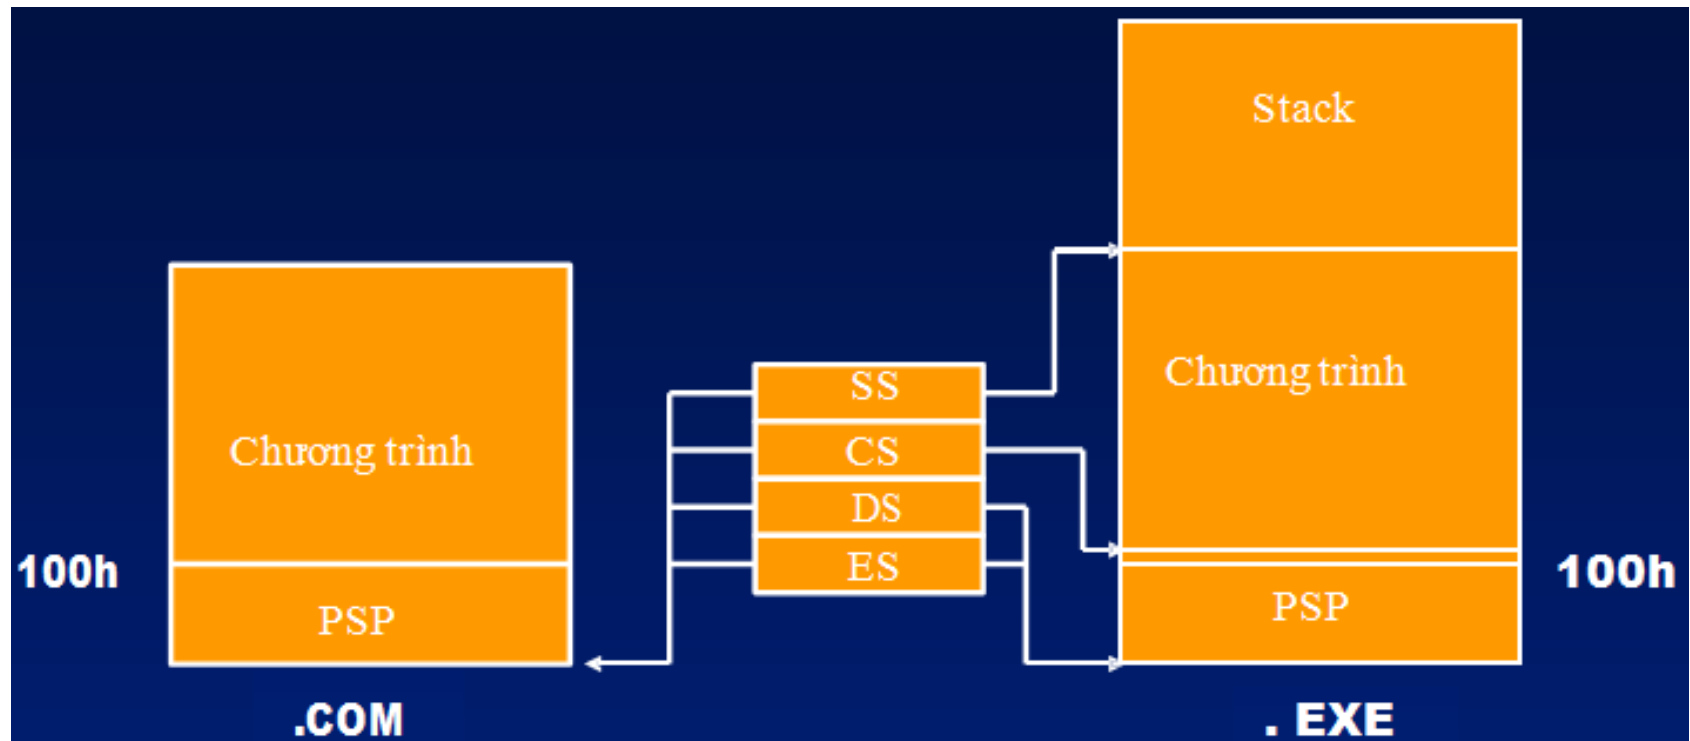 Stack
Chương trình
SS
CS
DS
ES
Chương trình
100h
PSP
100h
PSP
.COM
. EXE